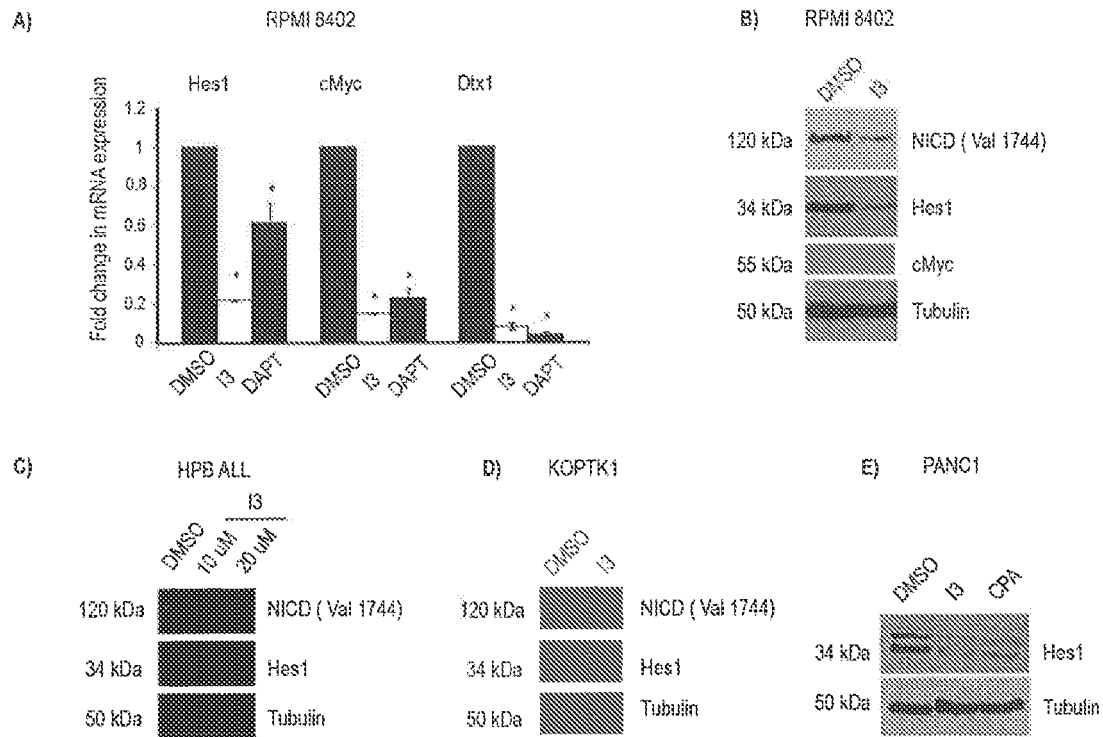 A) RPMI 8402
Hes1 cMyc Dtx1
Fold change in mRNA expression
1.2
1
0.8
0.6
0.4
0.2
0
DMSO I3 DAPT DMSO I3 DAPT DMSO I3 DAPT
B) RPMI 8402
DMSO I3
120 kDa NICD ( Val 1744)
34 kDa Hes1
55 kDa cMyc
50 kDa Tubulin
C) HPB ALL
I3
DMSO 10 uM 20 uM
120 kDa NICD ( Val 1744)
34 kDa Hes1
50 kDa Tubulin
D) KOPTK1
DMSO I3
120 kDa NICD ( Val 1744)
34 kDa Hes1
50 kDa Tubulin
E) PANC1
DMSO I3 CPA
34 kDa Hes1
50 kDa Tubulin